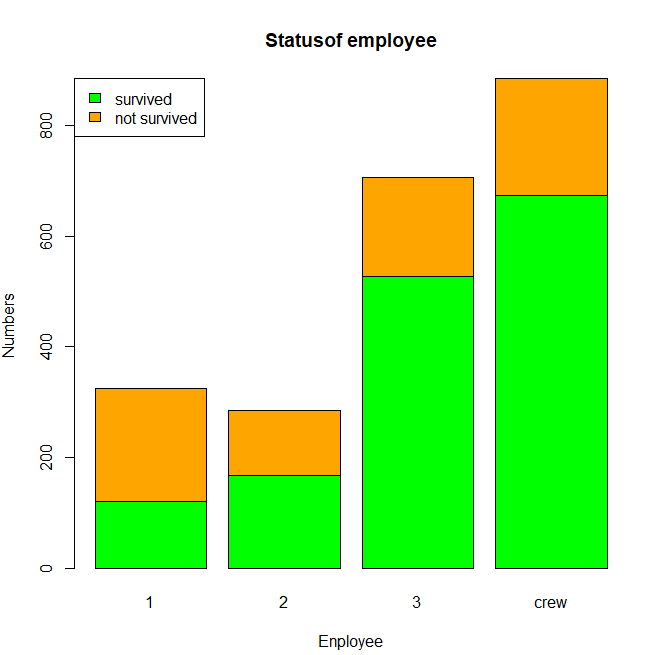 Statusof employee
survived
not survived
800
600
400
200
0
Numbers
1 2 3 crew
Enployee